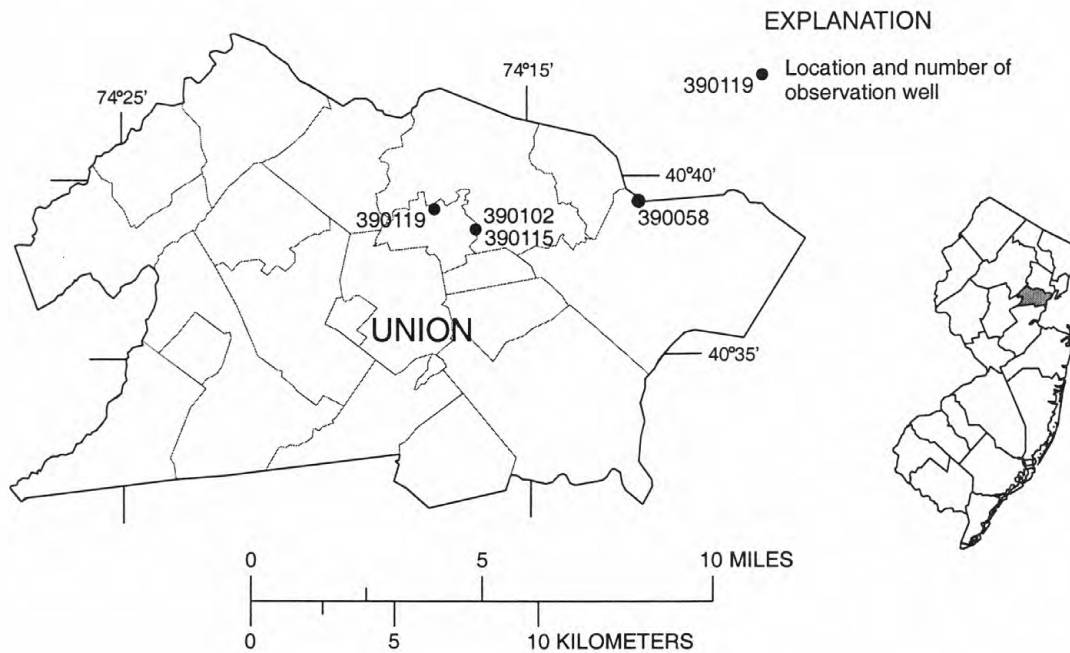 EXPLANATION
390119
Location and number of
observation well
74°25'
74°15'
40°40'
390119
390102
390115
390058
UNION
40°35'
0 5 10 MILES
0 5 10 KILOMETERS